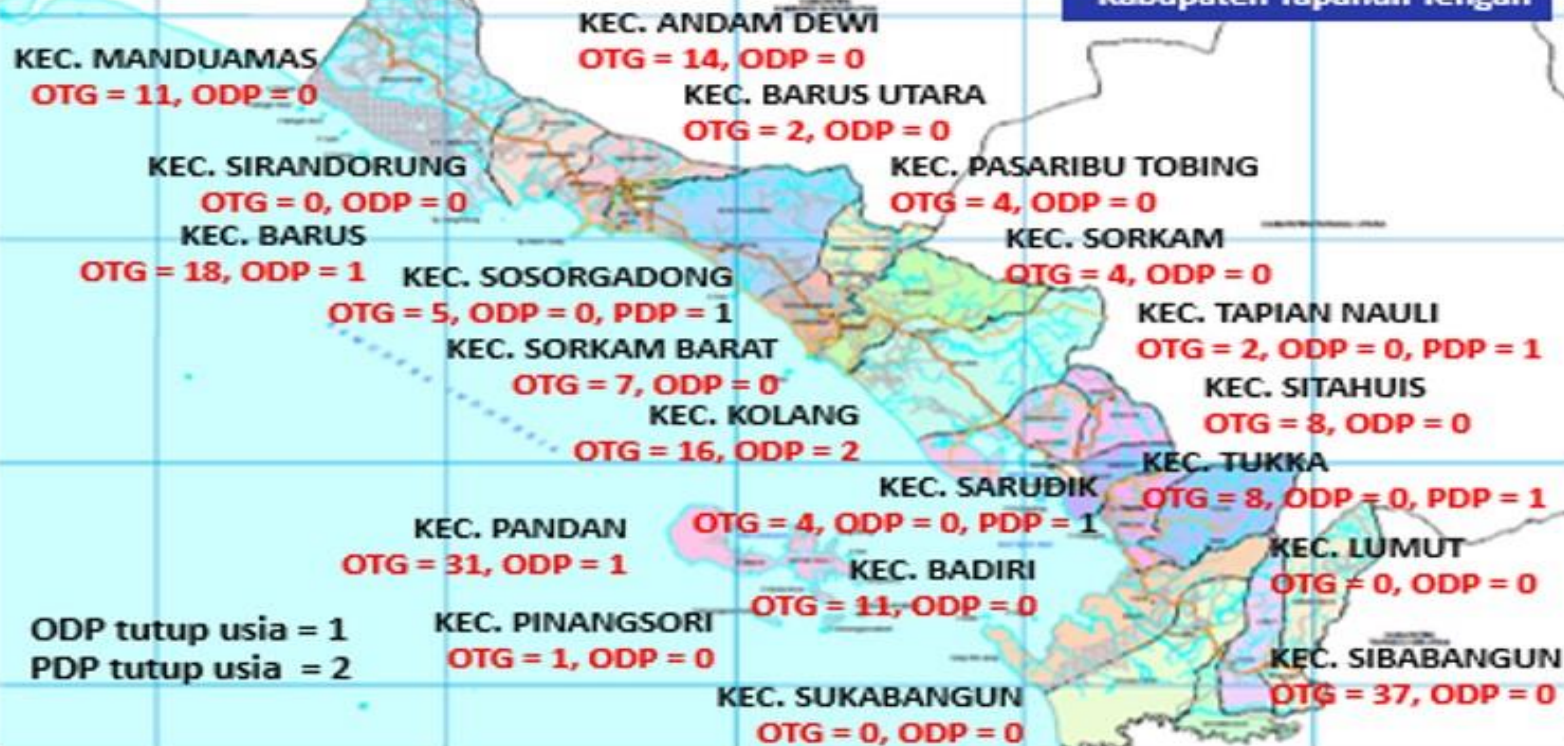 Kabupaten Tapanuli Tengah
KEC. ANDAM DEWI
OTG = 14, ODP = 0
KEC. MANDUAMAS
OTG = 11, ODP = 0
KEC. BARUS UTARA
OTG = 2, ODP = 0
KEC. SIRANDORUNG
OTG = 0, ODP = 0
KEC. PASARIBU TOBING
OTG = 4, ODP = 0
KEC. BARUS
OTG = 18, ODP = 1
KEC. SORKAM
OTG = 4, ODP = 0
KEC. SOSORGADONG
OTG = 5, ODP = 0, PDP = 1
KEC. TAPIAN NAULI
OTG = 2, ODP = 0, PDP = 1
KEC. SORKAM BARAT
OTG = 7, ODP = 0
KEC. SITAHUIS
OTG = 8, ODP = 0
KEC. KOLANG
OTG = 16, ODP = 2
KEC. TUKKA
OTG = 8, ODP = 0, PDP = 1
KEC. SARUDIK
OTG = 4, ODP = 0, PDP = 1
KEC. PANDAN
OTG = 31, ODP = 1
KEC. LUMUT
OTG = 0, ODP = 0
KEC. BADIRI
OTG = 11, ODP = 0
KEC. PINANGSORI
OTG = 1, ODP = 0
ODP tutup usia = 1
PDP tutup usia = 2
KEC. SIBABANGUN
OTG = 37, ODP = 0
KEC. SUKABANGUN
OTG = 0, ODP = 0